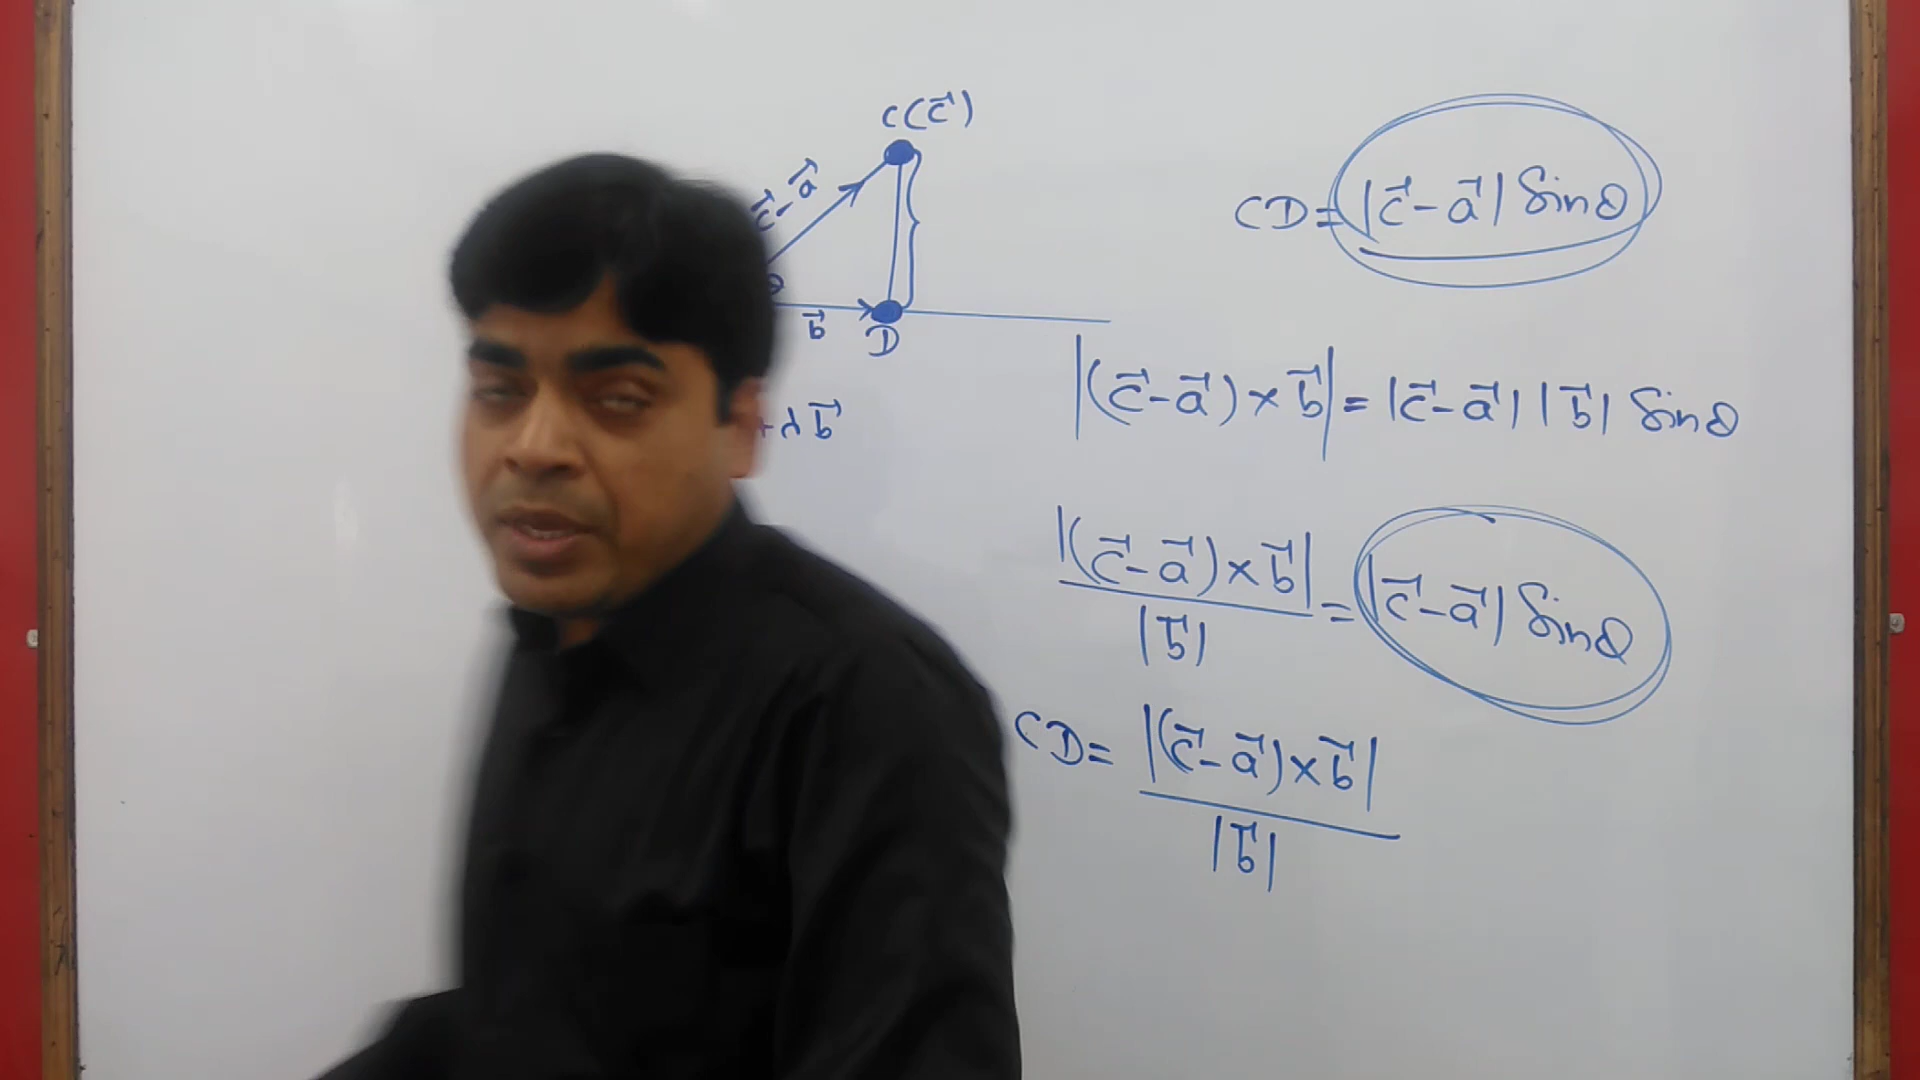 C(c⃗)
c⃗-a⃗
θ
b⃗
D
+λb⃗
CD=|c⃗-a⃗| Sinθ
|(c⃗-a⃗)×b⃗|=|c⃗-a⃗||b⃗| Sinθ
|(c⃗-a⃗)×b⃗|
|b⃗|
=|c⃗-a⃗| Sinθ
CD=
|(c⃗-a⃗)×b⃗|
|b⃗|